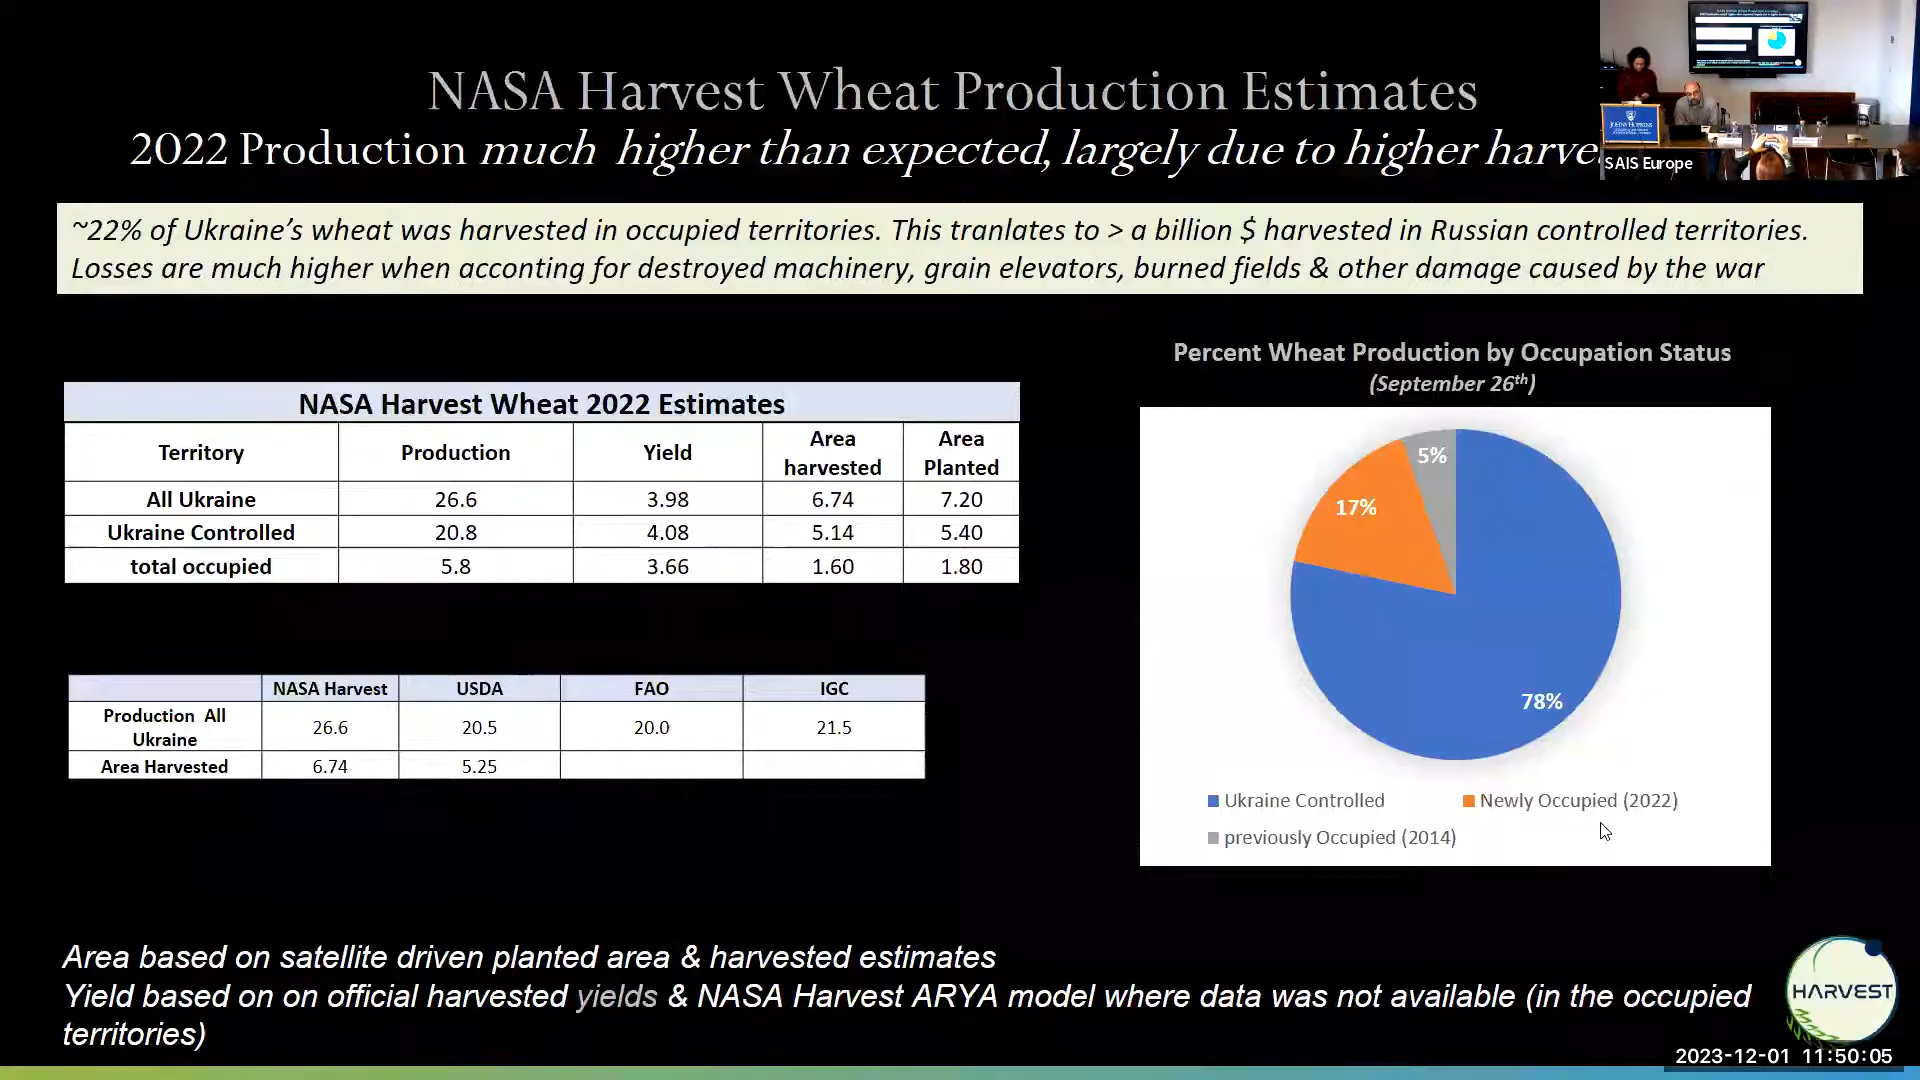 NASA Harvest Wheat Production Estimates
2022 Production much higher than expected, largely due to higher harve
SAIS Europe
JOHNS HOPKINS
~22% of Ukraine's wheat was harvested in occupied territories. This tranlates to > a billion $ harvested in Russian controlled territories.
Losses are much higher when acconting for destroyed machinery, grain elevators, burned fields & other damage caused by the war
NASA Harvest Wheat 2022 Estimates
Territory Production Yield Area harvested Area Planted
All Ukraine 26.6 3.98 6.74 7.20
Ukraine Controlled 20.8 4.08 5.14 5.40
total occupied 5.8 3.66 1.60 1.80
NASA Harvest USDA FAO IGC
Production All Ukraine 26.6 20.5 20.0 21.5
Area Harvested 6.74 5.25
Percent Wheat Production by Occupation Status
(September 26th)
5%
17%
78%
Ukraine Controlled Newly Occupied (2022)
previously Occupied (2014)
Area based on satellite driven planted area & harvested estimates
Yield based on on official harvested yields & NASA Harvest ARYA model where data was not available (in the occupied
territories)
HARVEST
2023-12-01 11:50:05